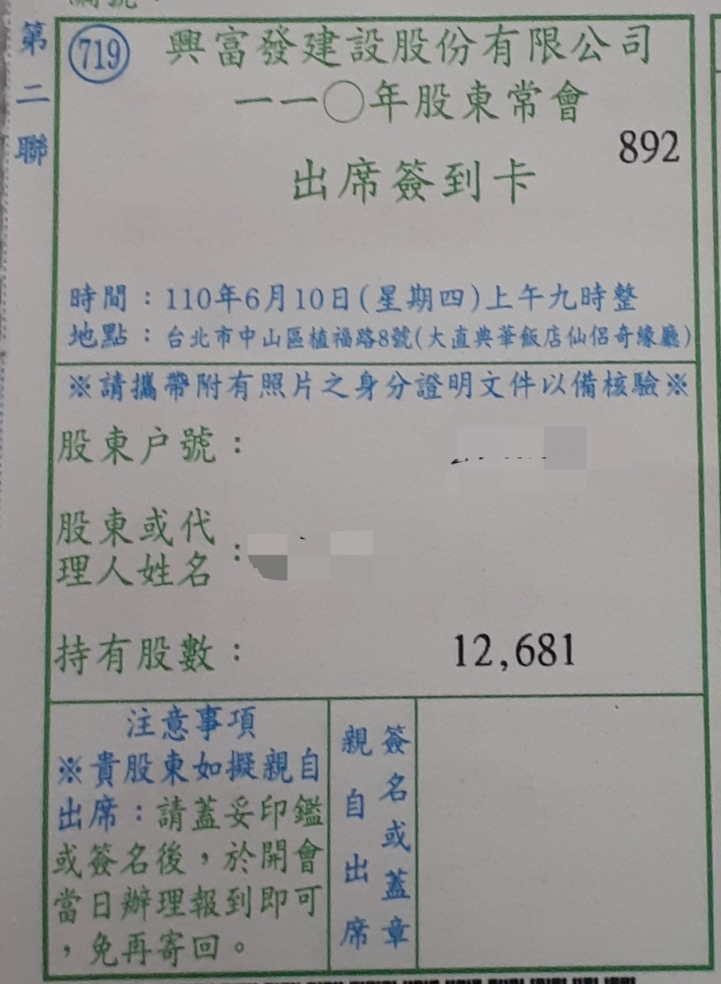 第二聯
719
興富發建設股份有限公司
一一〇年股東常會
892
出席簽到卡
時間：110年6月10日(星期四)上午九時整
地點：台北市中山區植福路8號(大直典華飯店仙侶奇緣廳)
※請攜帶附有照片之身分證明文件以備核驗※
股東户號：
股東或代
理人姓名：
持有股數：
12,681
注意事項
※貴股東如擬親自
出席：請蓋妥印鑑
或簽名後，於開會
當日辦理報到即可
，免再寄回。
親自出席
簽名或蓋章